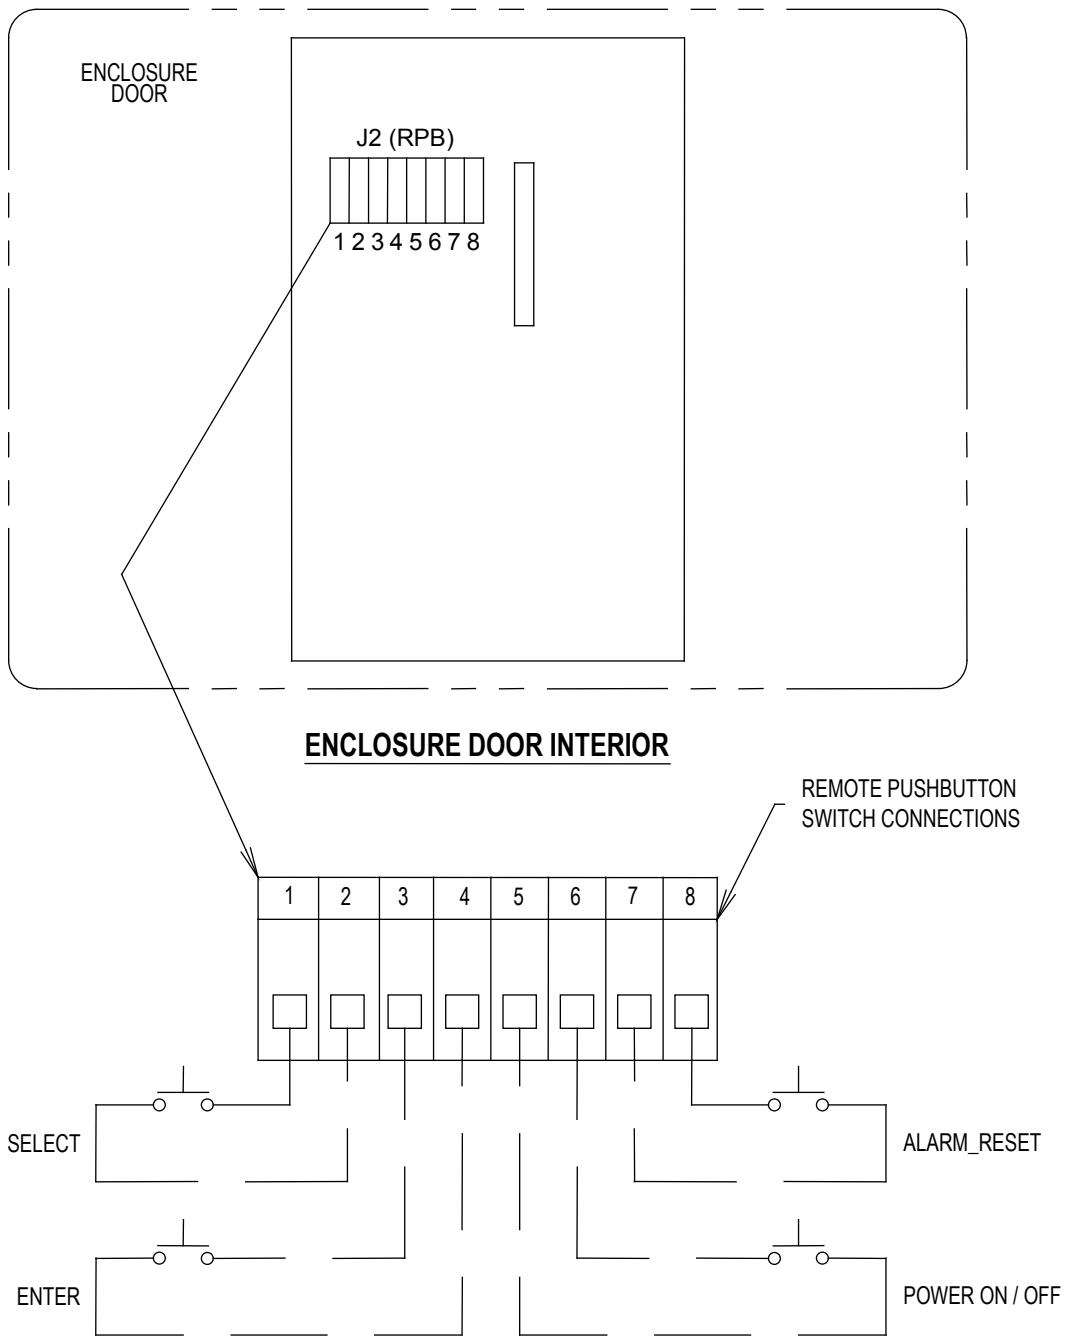 ENCLOSURE
DOOR
J2 (RPB)
1 2 3 4 5 6 7 8
ENCLOSURE DOOR INTERIOR
REMOTE PUSHBUTTON
SWITCH CONNECTIONS
1 2 3 4 5 6 7 8
SELECT
ALARM_RESET
ENTER
POWER ON / OFF